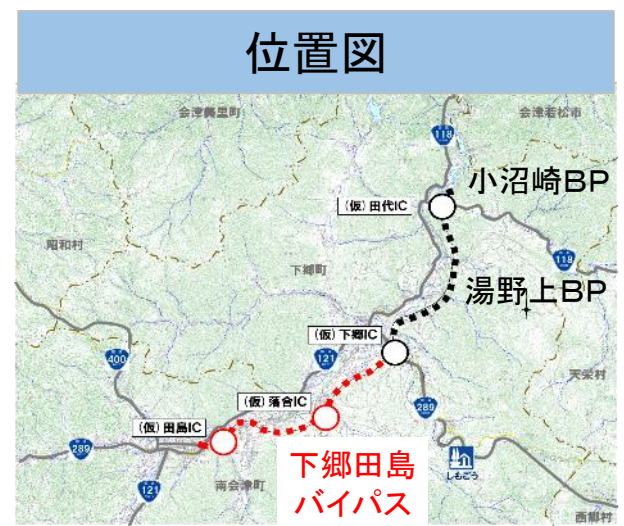 位置図
会津美里町
会津若松市
118
小沼崎BP
(仮)田代IC
昭和村
118
下郷町
湯野上BP
(仮)下郷IC
121
400
天栄村
(仮)落合IC
289
(仮)田島IC
289
下郷田島
バイパス
しもごう
121
南会津町
西郷村